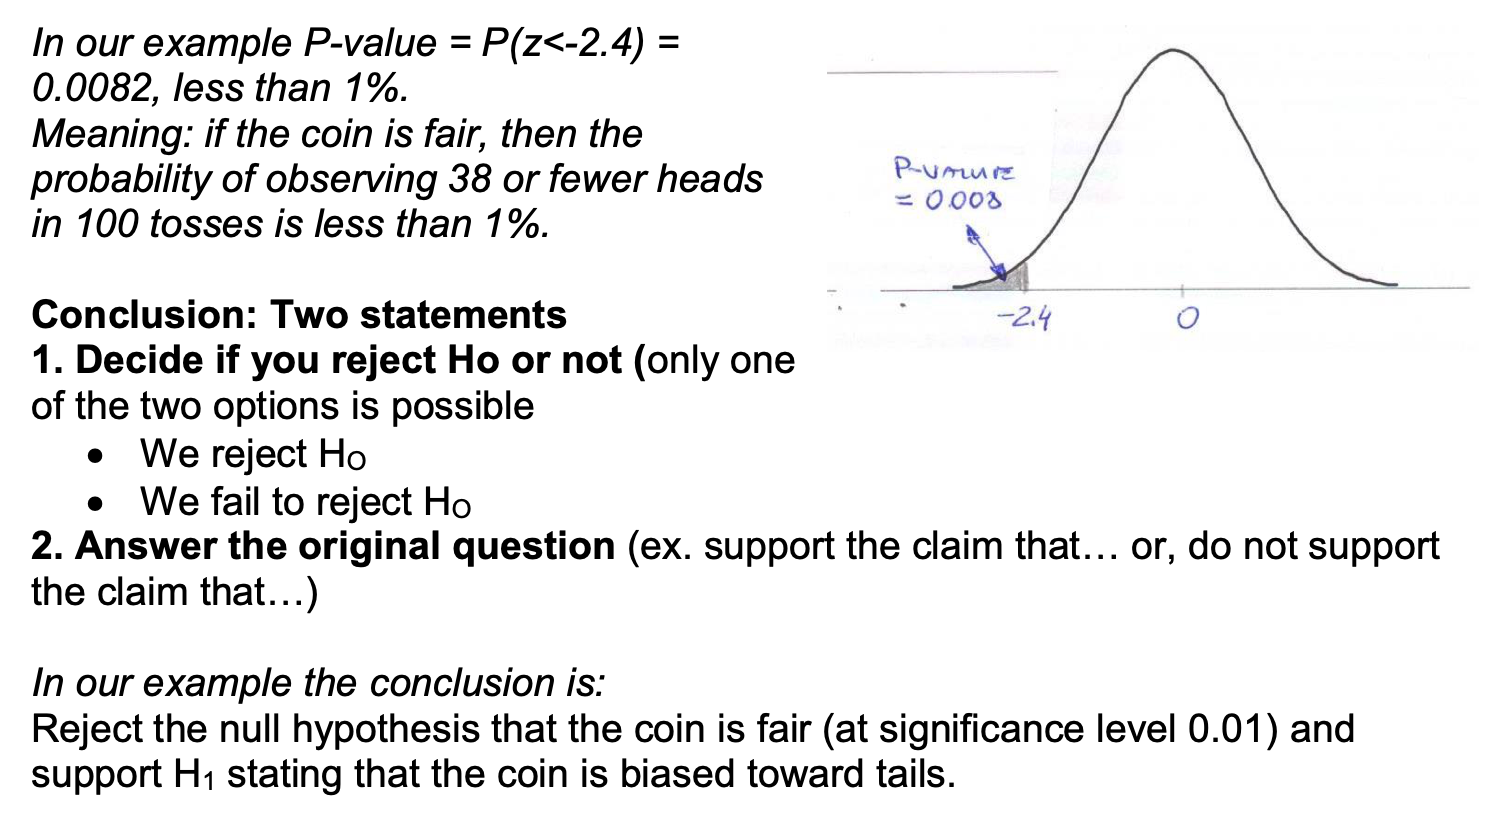 In our example P-value = P(z<-2.4) =
0.0082, less than 1%.
Meaning: if the coin is fair, then the
probability of observing 38 or fewer heads
in 100 tosses is less than 1%.
P-VALUE
= 0.008
-2.4
0
Conclusion: Two statements
1. Decide if you reject Ho or not (only one
of the two options is possible
• We reject HO
• We fail to reject HO
2. Answer the original question (ex. support the claim that… or, do not support
the claim that…)
In our example the conclusion is:
Reject the null hypothesis that the coin is fair (at significance level 0.01) and
support H1 stating that the coin is biased toward tails.